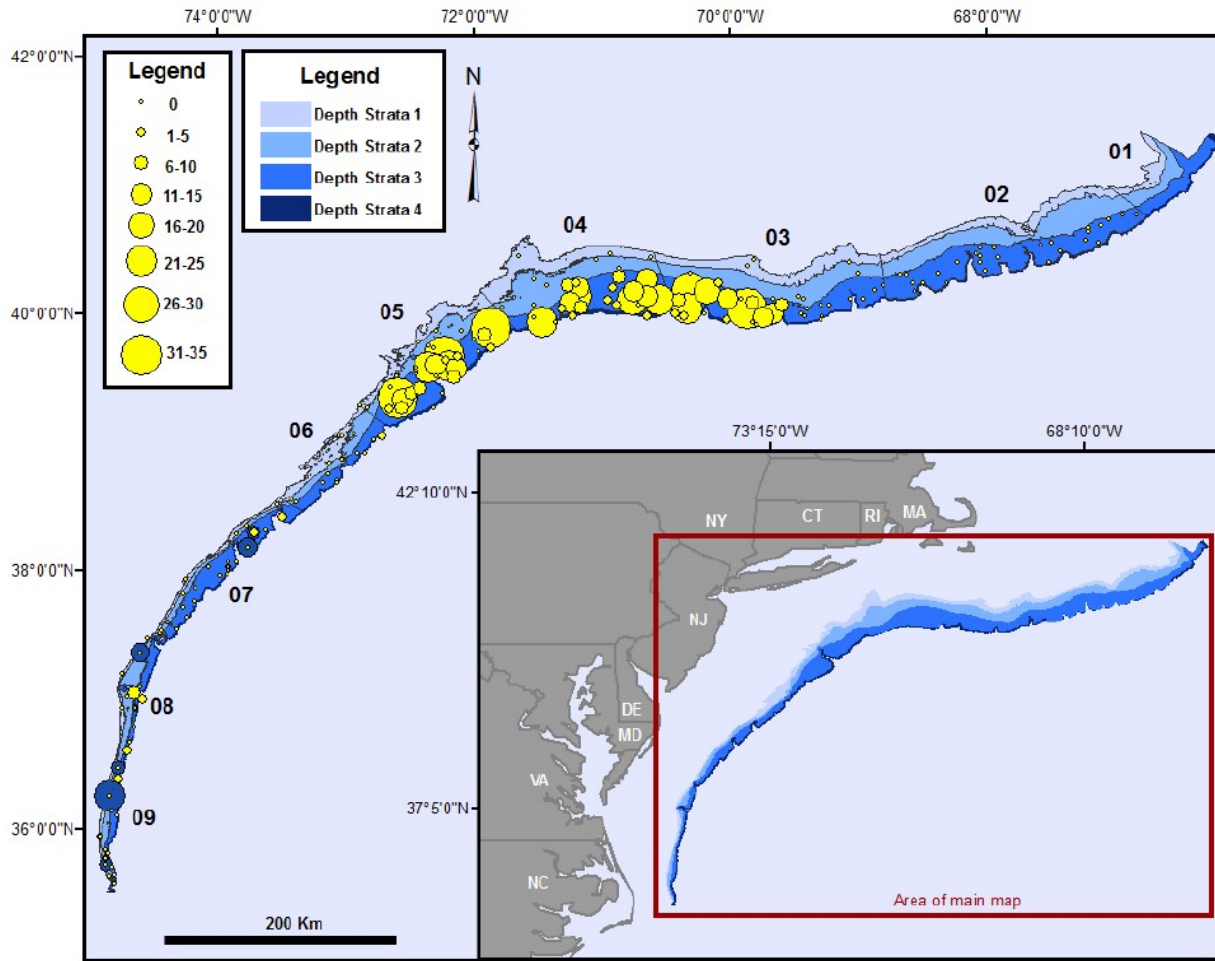 74°0'0"W 72°0'0"W 70°0'0"W 68°0'0"W
42°0'0"N
40°0'0"N
38°0'0"N
36°0'0"N
Legend
0
1-5
6-10
11-15
16-20
21-25
26-30
31-35
Legend
Depth Strata 1
Depth Strata 2
Depth Strata 3
Depth Strata 4
N
01
02
03
04
05
06
07
08
09
200 Km
73°15'0"W 68°10'0"W
42°10'0"N
37°5'0"N
NY CT RI MA
NJ
DE
MD
VA
NC
Area of main map